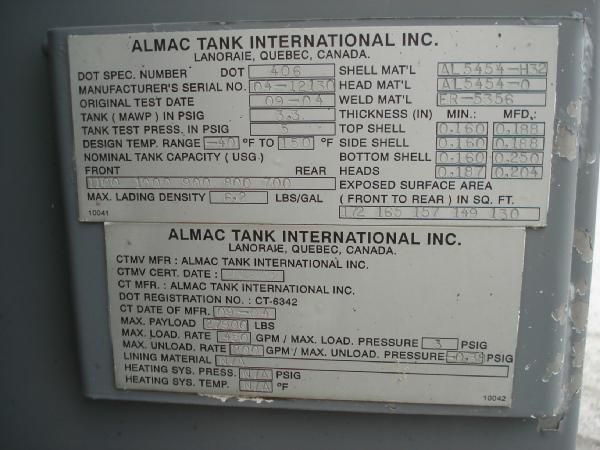 ALMAC TANK INTERNATIONAL INC.
LANORAIE, QUEBEC, CANADA.
DOT SPEC. NUMBER DOT 406
MANUFACTURER'S SERIAL NO. 04-12130
ORIGINAL TEST DATE 09-04
TANK (MAWP) IN PSIG 3.3
TANK TEST PRESS. IN PSIG 5
DESIGN TEMP. RANGE -40 °F TO 150 °F
NOMINAL TANK CAPACITY (USG.)
FRONT REAR
1100 1000 900 800 700
MAX. LADING DENSITY 6.2 LBS/GAL
10041
SHELL MAT'L AL5454-H32
HEAD MAT'L AL5454-0
WELD MAT'L ER-5356
THICKNESS (IN) MIN.: MFD.:
TOP SHELL 0.160 0.188
SIDE SHELL 0.160 0.188
BOTTOM SHELL 0.160 0.250
HEADS 0.187 0.204
EXPOSED SURFACE AREA
(FRONT TO REAR) IN SQ. FT.
172 165 157 149 130
ALMAC TANK INTERNATIONAL INC.
LANORAIE, QUEBEC, CANADA.
CTMV MFR : ALMAC TANK INTERNATIONAL INC.
CTMV CERT. DATE :
CT MFR. : ALMAC TANK INTERNATIONAL INC.
DOT REGISTRATION NO. : CT-6342
CT DATE OF MFR. 09-04
MAX. PAYLOAD LBS
MAX. LOAD. RATE GPM / MAX. LOAD. PRESSURE 3 PSIG
MAX. UNLOAD. RATE GPM / MAX. UNLOAD. PRESSURE PSIG
LINING MATERIAL N/A
HEATING SYS. PRESS. N/A PSIG
HEATING SYS. TEMP. N/A °F
10042